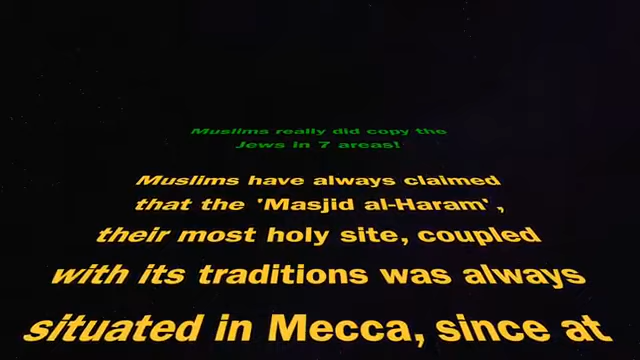 Muslims really did copy the
Jews in 7 areas!
Muslims have always claimed
that the 'Masjid al-Haram',
their most holy site, coupled
with its traditions was always
situated in Mecca, since at